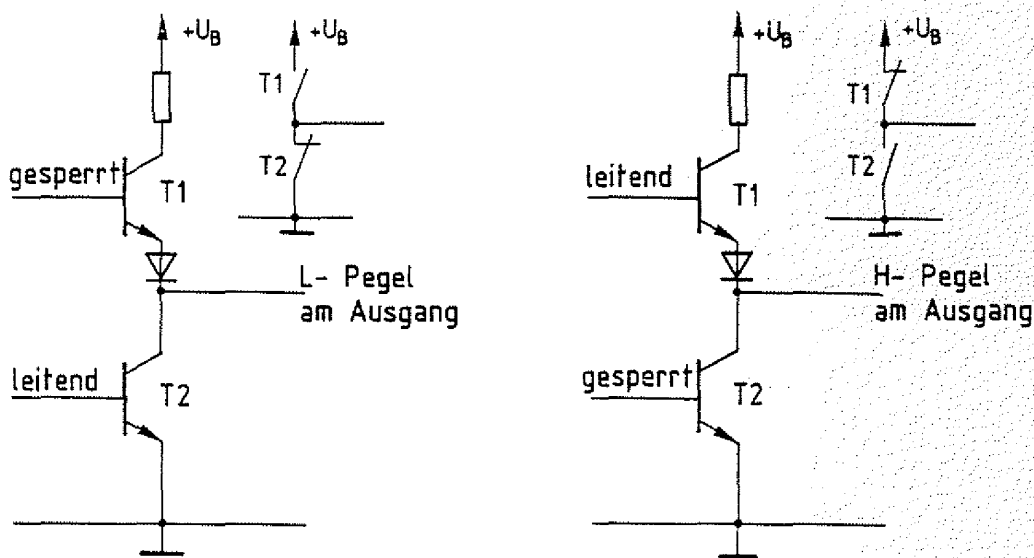 +U_B
+U_B
T1
T2
gesperrt
T1
L- Pegel
am Ausgang
leitend
T2
+U_B
+U_B
T1
T2
leitend
T1
H- Pegel
am Ausgang
gesperrt
T2